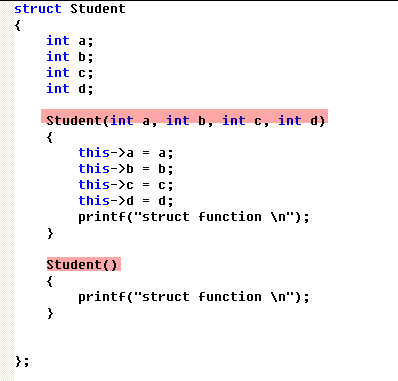 struct Student
{
    int a;
    int b;
    int c;
    int d;
    Student(int a, int b, int c, int d)
    {
        this->a = a;
        this->b = b;
        this->c = c;
        this->d = d;
        printf("struct function \n");
    }
    Student()
    {
        printf("struct function \n");
    }
};